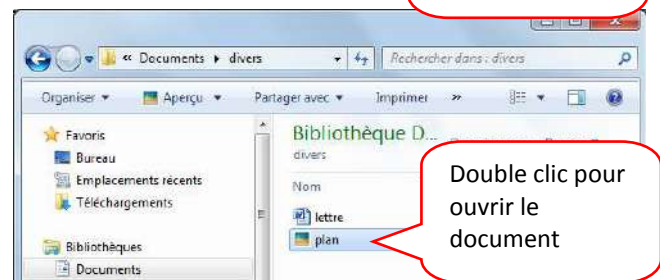 « Documents ▸ divers
Rechercher dans : divers
Organiser ▾ Aperçu ▾ Partager avec ▾ Imprimer »
Favoris
Bureau
Emplacements récents
Téléchargements
Bibliothèques
Documents
Bibliothèque D...
divers
Nom
lettre
plan
Double clic pour
ouvrir le
document